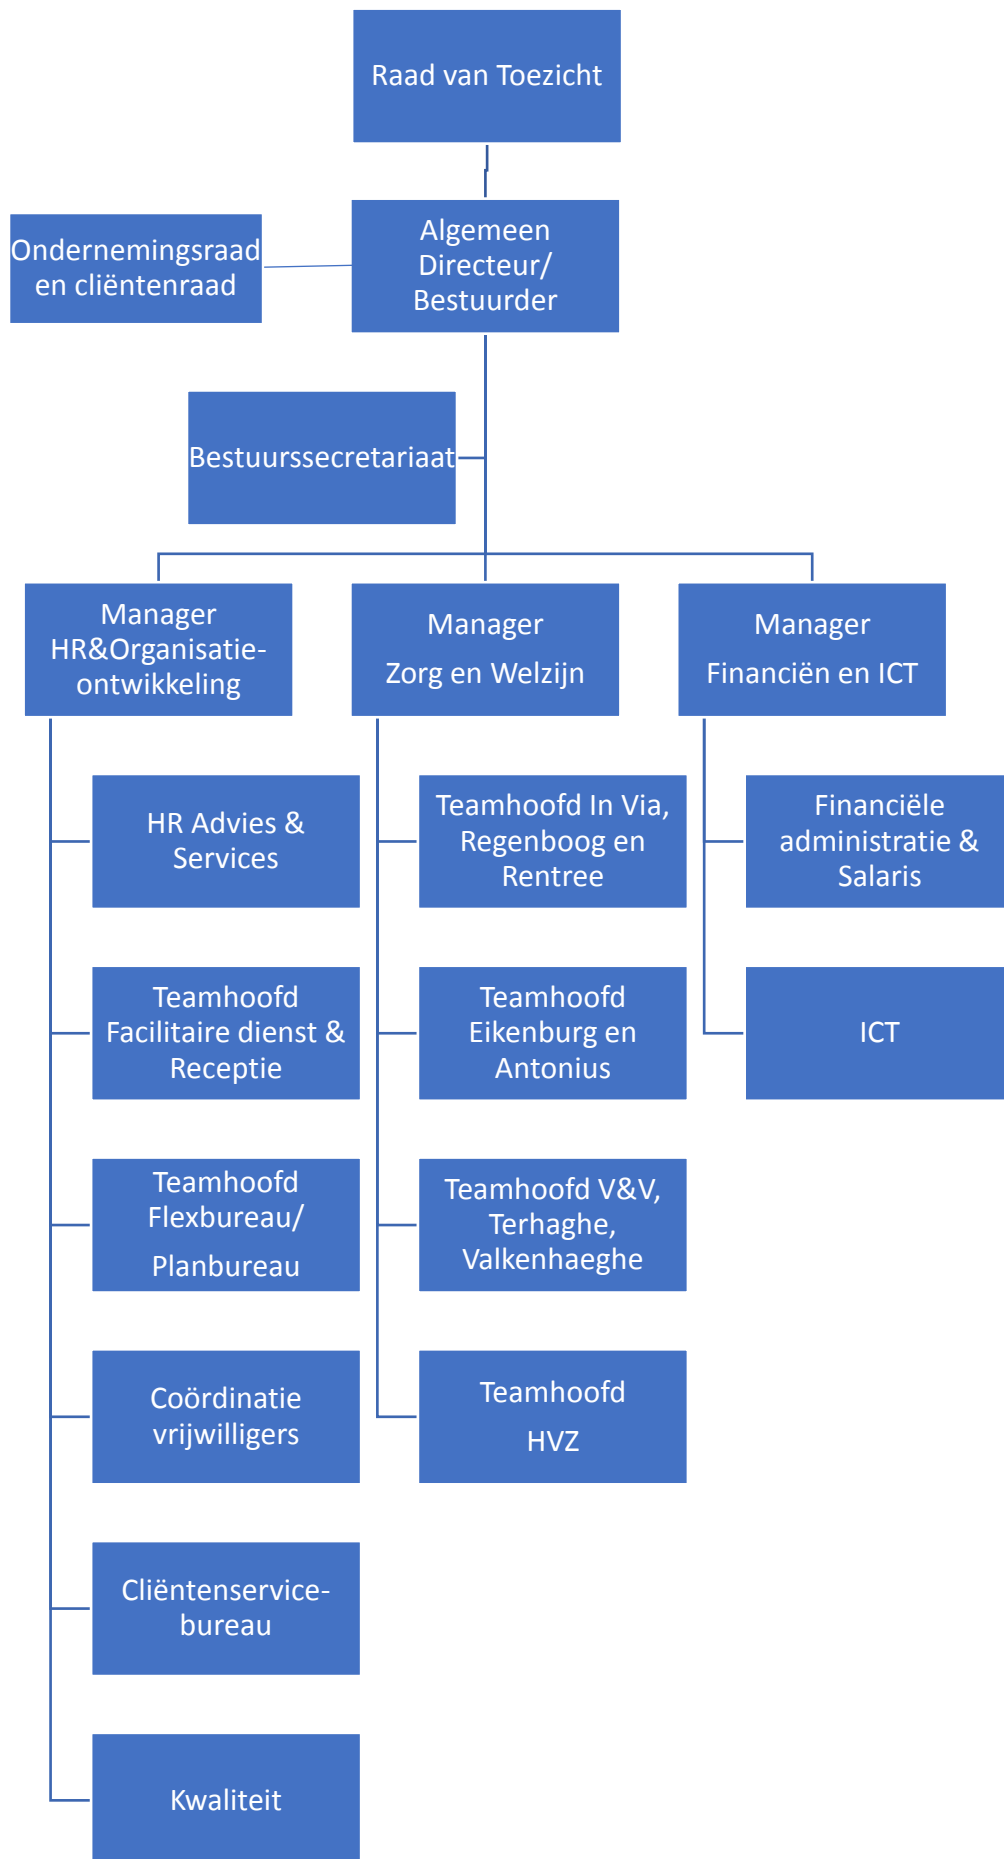 Raad van Toezicht
Algemeen
Directeur/
Bestuurder
Ondernemingsraad
en cliëntenraad
Bestuurssecretariaat
Manager
HR&Organisatie-
ontwikkeling
Manager
Zorg en Welzijn
Manager
Financiën en ICT
HR Advies &
Services
Teamhoofd
Facilitaire dienst &
Receptie
Teamhoofd
Flexbureau/
Planbureau
Coördinatie
vrijwilligers
Cliëntenservice-
bureau
Kwaliteit
Teamhoofd In Via,
Regenboog en
Rentree
Teamhoofd
Eikenburg en
Antonius
Teamhoofd V&V,
Terhaghe,
Valkenhaeghe
Teamhoofd
HVZ
Financiële
administratie &
Salaris
ICT